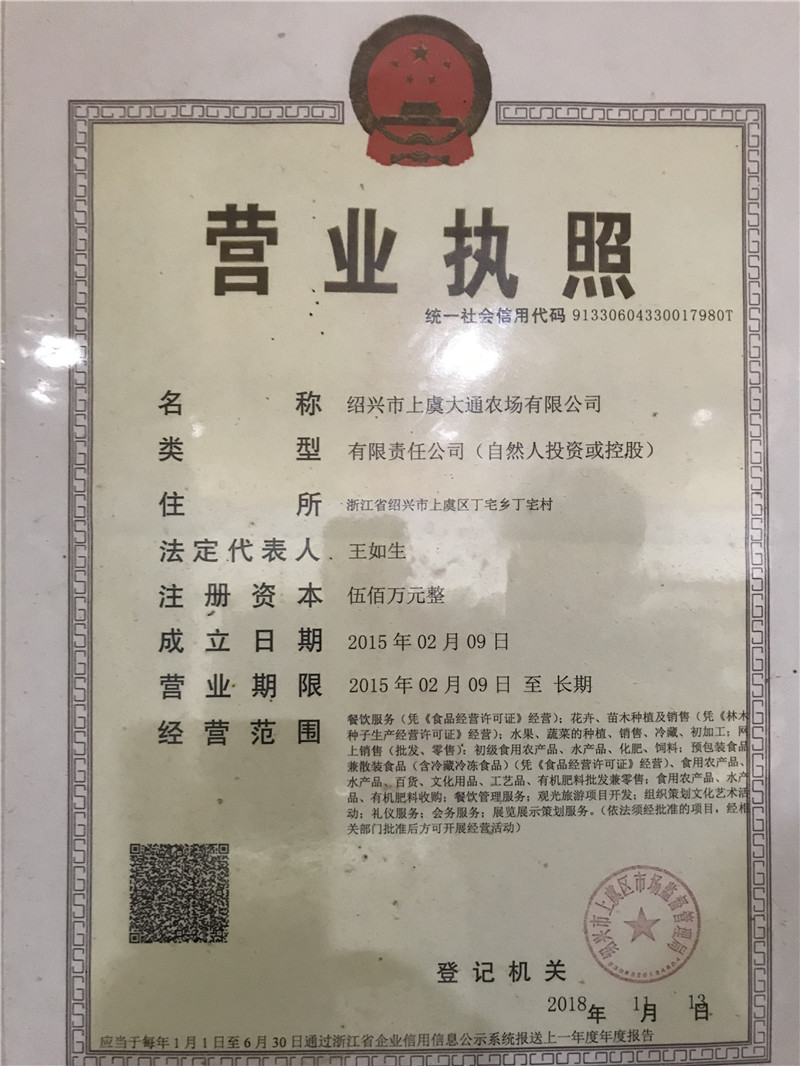 营业执照
统一社会信用代码 91330604330017980T
名称 绍兴市上虞大通农场有限公司
类型 有限责任公司（自然人投资或控股）
住所 浙江省绍兴市上虞区丁宅乡丁宅村
法定代表人 王如生
注册资本 伍佰万元整
成立日期 2015年02月09日
营业期限 2015年02月09日 至 长期
经营范围 餐饮服务（凭《食品经营许可证》经营）；花卉、苗木种植及销售（凭《林木
种子生产经营许可证》经营）；水果、蔬菜的种植、销售、冷藏、初加工；网
上销售（批发、零售）：初级食用农产品、水产品、化肥、饲料；预包装食品
兼散装食品（含冷藏冷冻食品）（凭《食品经营许可证》经营）、食用农产品、
水产品、百货、文化用品、工艺品、有机肥料批发兼零售；食用农产品、水产
品、有机肥料收购；餐饮管理服务；观光旅游项目开发；组织策划文化艺术活
动；礼仪服务；会务服务；展览展示策划服务。（依法须经批准的项目，经相
关部门批准后方可开展经营活动）
绍兴市上虞区市场监督管理局
登记机关
2018年 11月 13日
应当于每年1月1日至6月30日通过浙江省企业信用信息公示系统报送上一年度年度报告